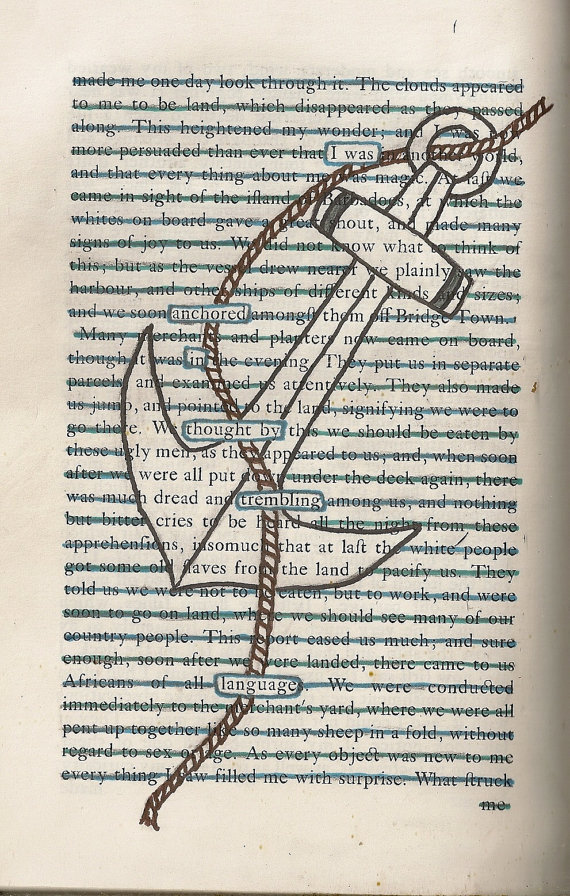 made me one day look through it. The clouds appeared
to me to be land, which disappeared as they passed
along. This heightened my wonder; and I was
more persuaded than ever that I was in another world,
and that every thing about me was magic. At laſt we
came in sight of the iſland of Barbadoes, at which the
whites on board gave a great shout, and made many
signs of joy to us. We did not know what to think of
this; but as the vessel drew nearer we plainly saw the
harbour, and other ships of different kinds and sizes;
and we soon anchored amongſt them off Bridge Town.
Many merchants and planters now came on board,
though it was in the evening. They put us in separate
parcels, and examined us attentively. They also made
us jump, and pointed to the land, signifying we were to
go there. We thought by this we should be eaten by
these ugly men, as they appeared to us; and, when soon
after we were all put down under the deck again, there
was much dread and trembling among us, and nothing
but bitter cries to be heard all the night from these
apprehenſions, insomuch that at laſt the white people
got some old ſlaves from the land to pacify us. They
told us we were not to be eaten, but to work, and were
soon to go on land, where we should see many of our
country people. This report eased us much; and sure
enough, soon after we were landed, there came to us
Africans of all languages. We were conducted
immediately to the merchant's yard, where we were all
pent up together like so many sheep in a fold, without
regard to sex or age. As every object was new to me
every thing I saw filled me with surprise. What ſtruck
me